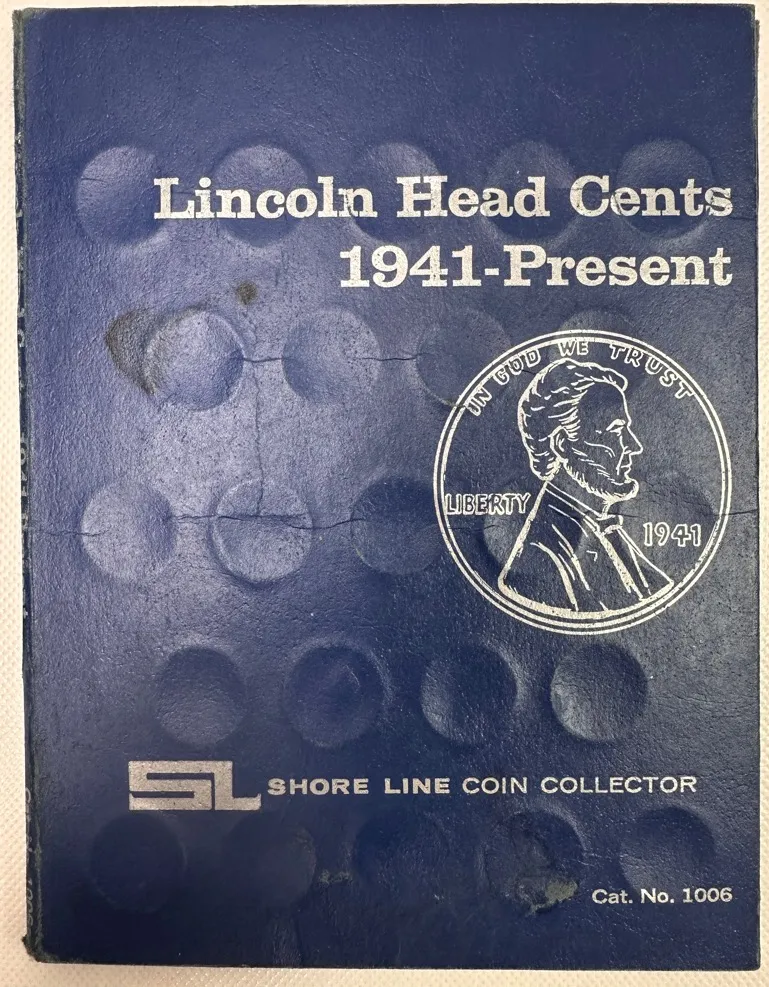 Lincoln Head Cents
1941-Present
IN GOD WE TRUST
LIBERTY
1941
SL SHORE LINE COIN COLLECTOR
Cat. No. 1006